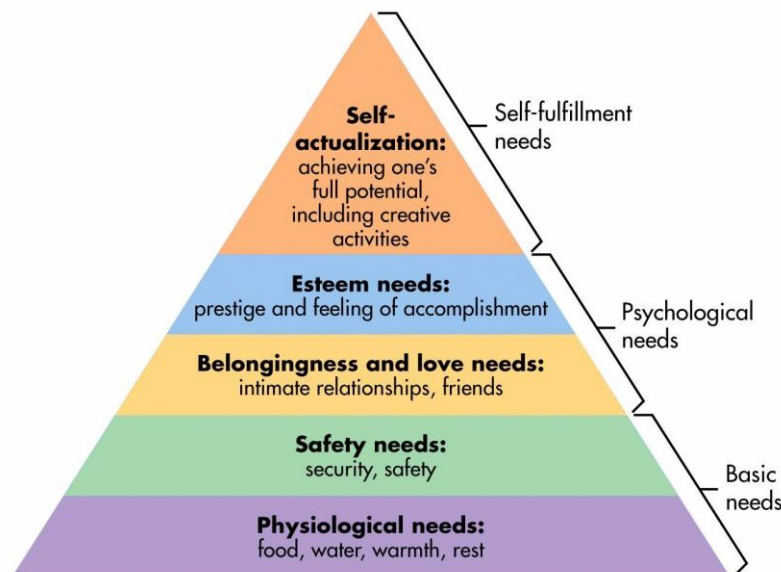 Self-
actualization:
achieving one's
full potential,
including creative
activities
Self-fulfillment
needs
Esteem needs:
prestige and feeling of accomplishment
Psychological
needs
Belongingness and love needs:
intimate relationships, friends
Safety needs:
security, safety
Basic
needs
Physiological needs:
food, water, warmth, rest